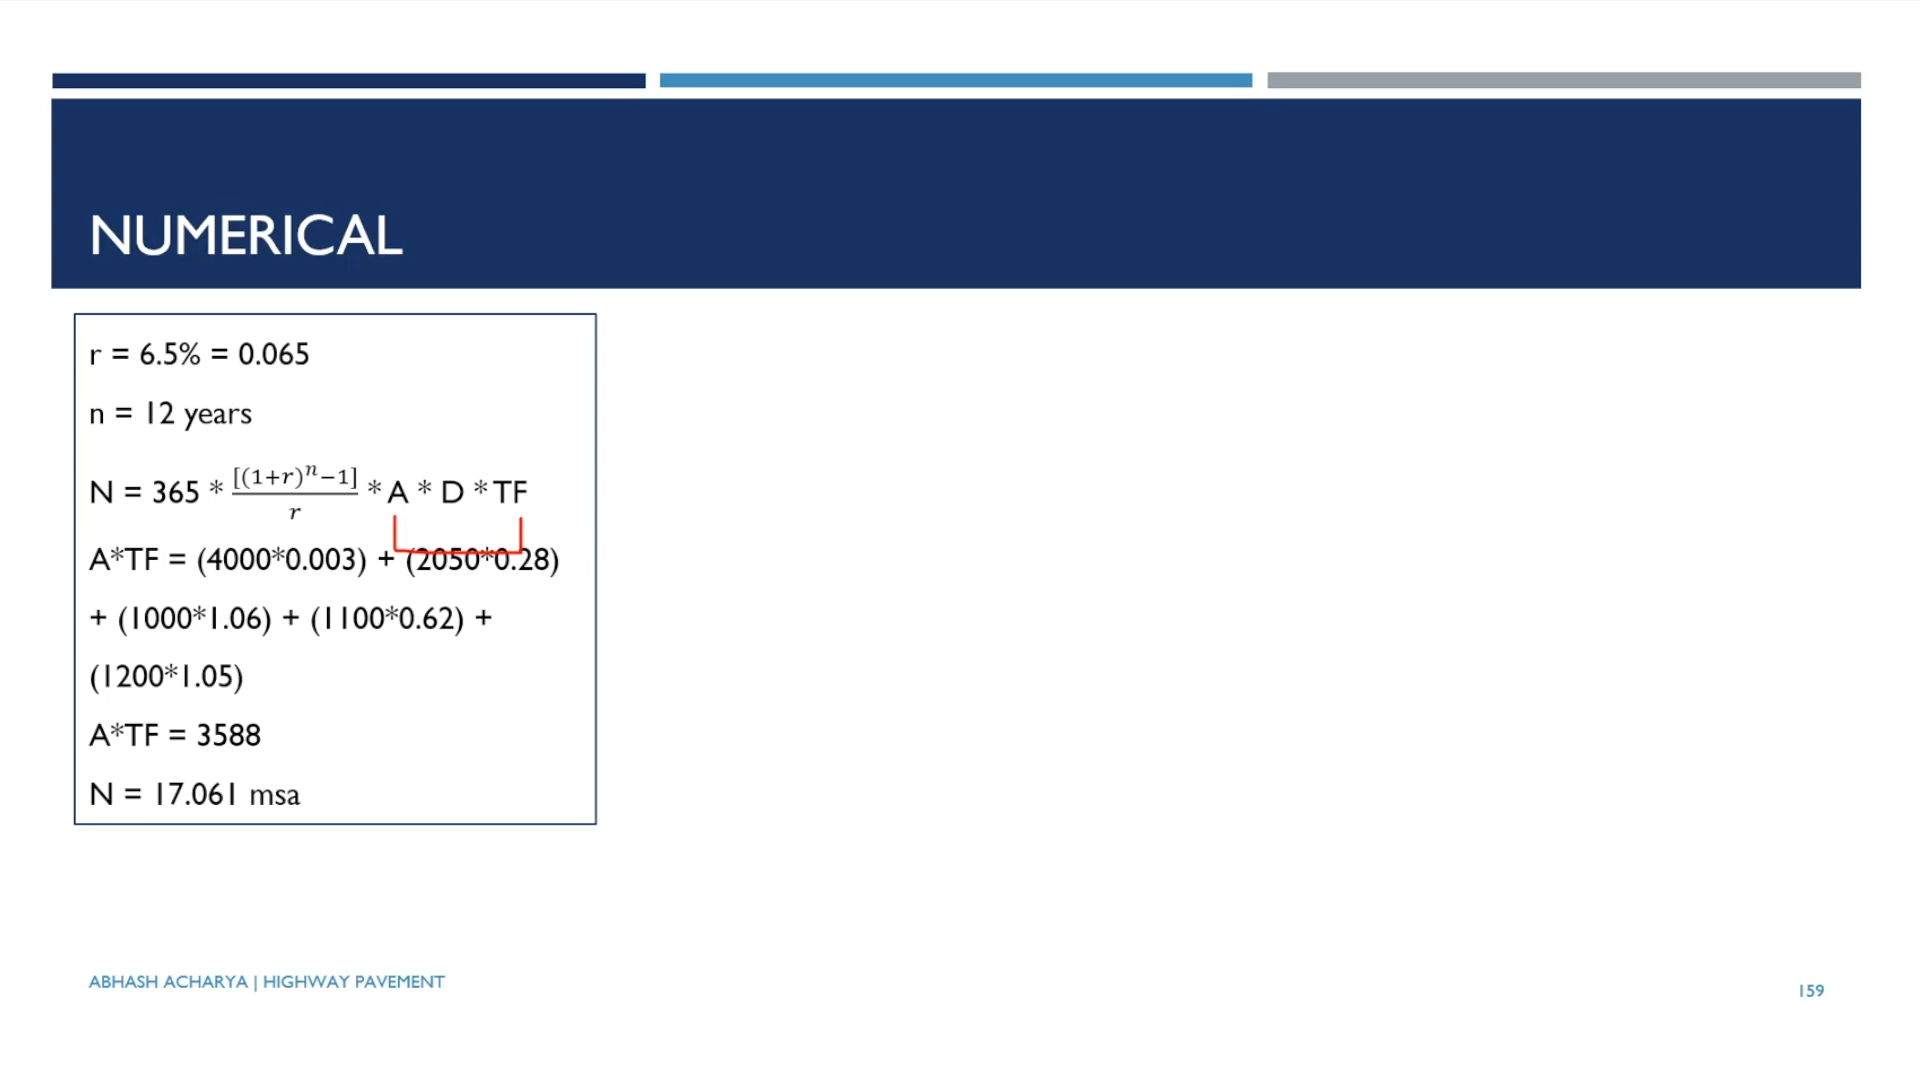 NUMERICAL
r = 6.5% = 0.065
n = 12 years
N = 365 * [(1+r)^n−1]/r * A * D * TF
A*TF = (4000*0.003) + (2050*0.28)
+ (1000*1.06) + (1100*0.62) +
(1200*1.05)
A*TF = 3588
N = 17.061 msa
ABHASH ACHARYA | HIGHWAY PAVEMENT
159